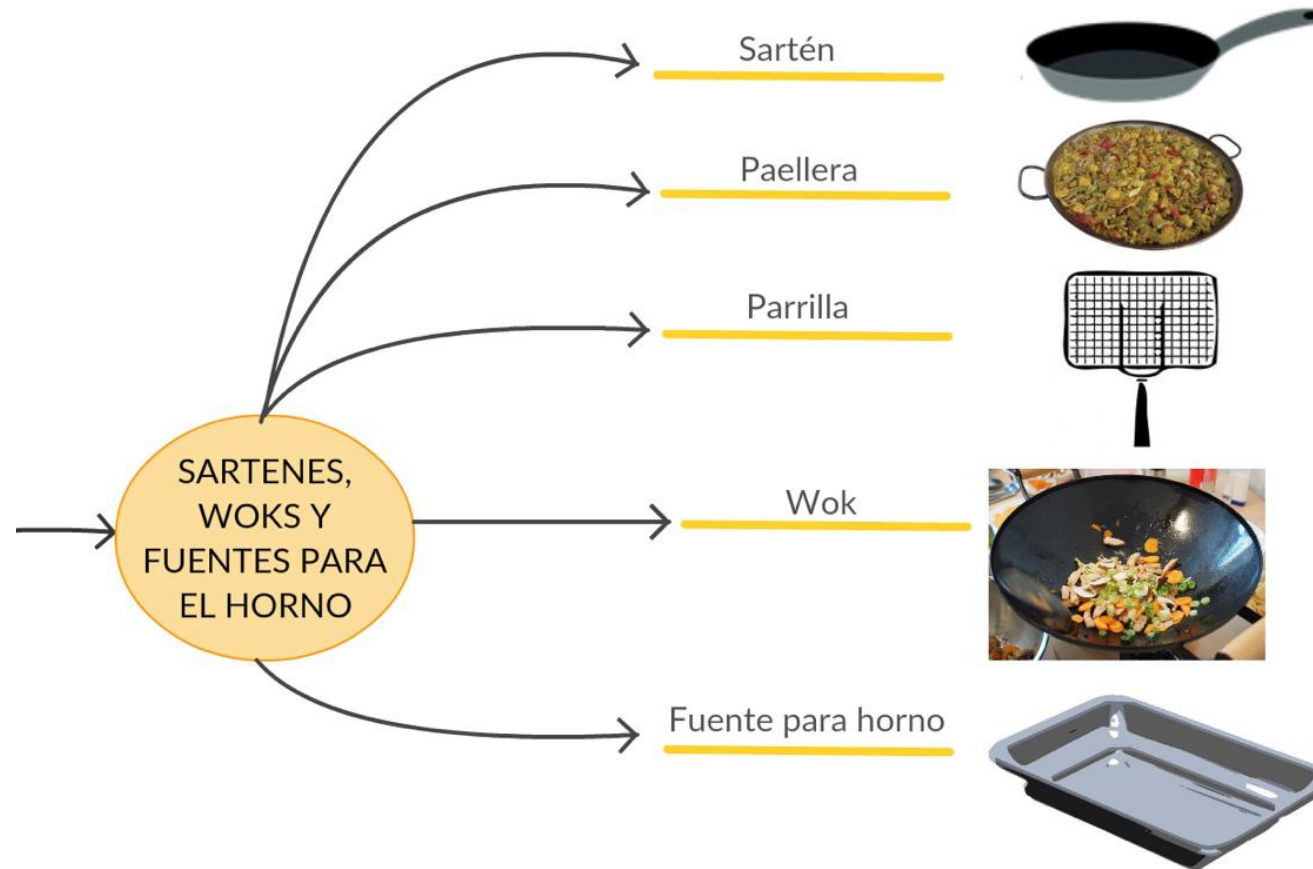 Sartén
Paellera
Parrilla
SARTENES,
WOKS Y
FUENTES PARA
EL HORNO
Wok
Fuente para horno